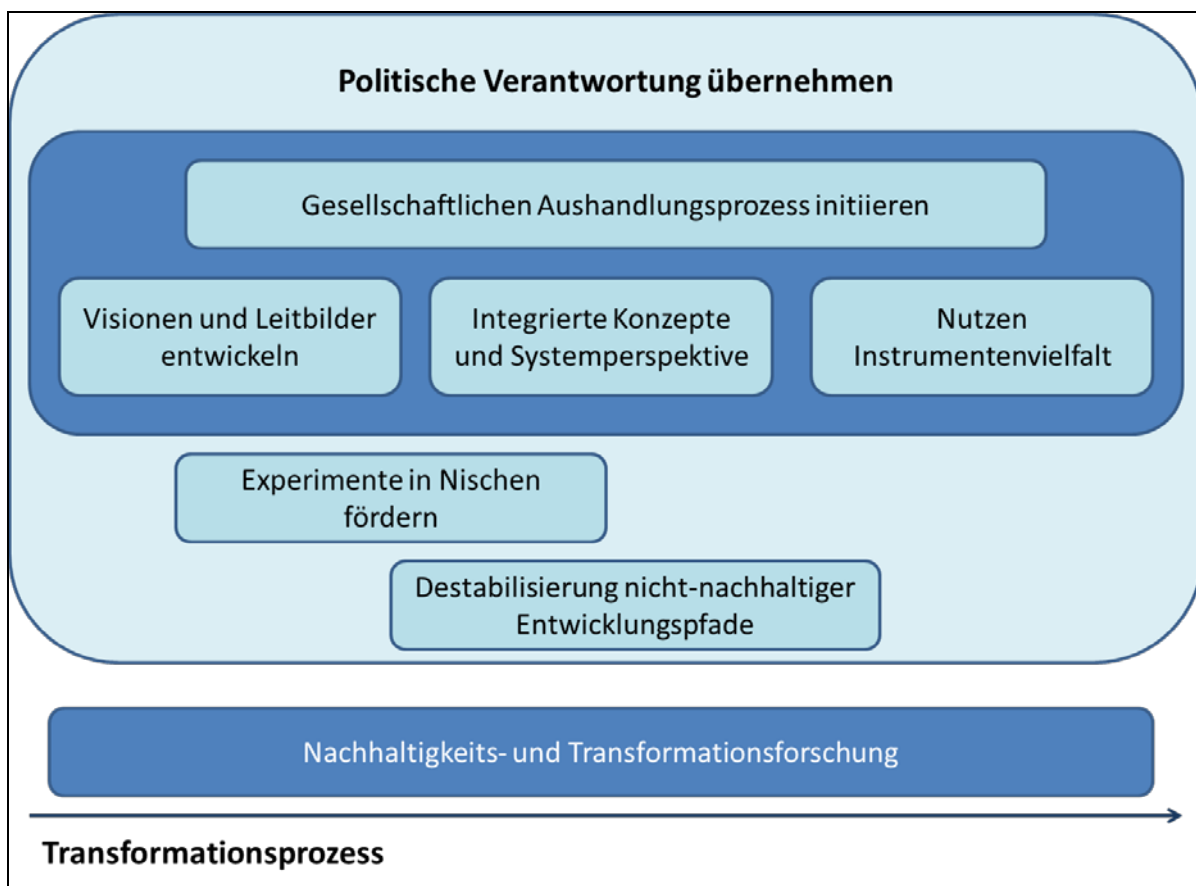 Politische Verantwortung übernehmen
Gesellschaftlichen Aushandlungsprozess initiieren
Visionen und Leitbilder
entwickeln
Integrierte Konzepte
und Systemperspektive
Nutzen
Instrumentenvielfalt
Experimente in Nischen
fördern
Destabilisierung nicht-nachhaltiger
Entwicklungspfade
Nachhaltigkeits- und Transformationsforschung
Transformationsprozess